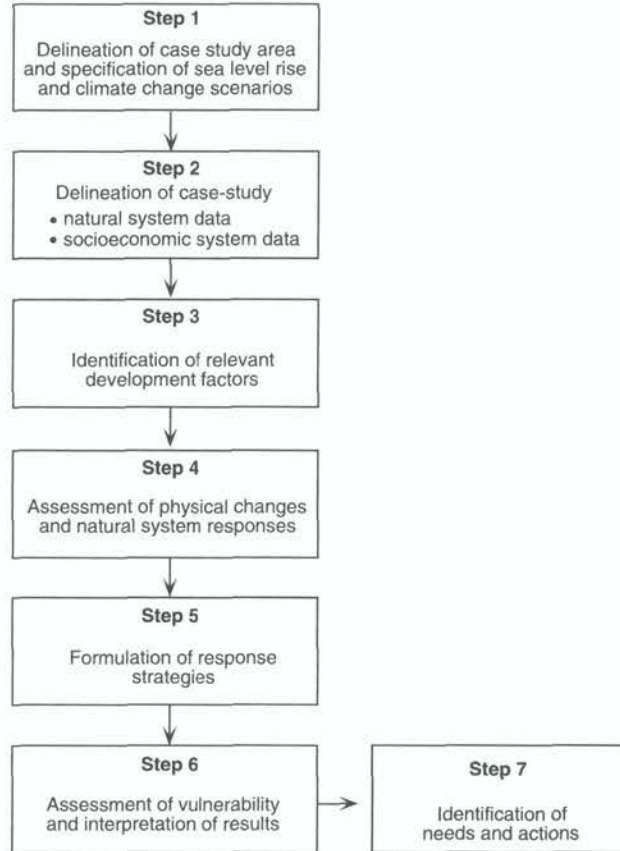 Step 1
Delineation of case study area
and specification of sea level rise
and climate change scenarios
Step 2
Delineation of case-study
• natural system data
• socioeconomic system data
Step 3
Identification of relevant
development factors
Step 4
Assessment of physical changes
and natural system responses
Step 5
Formulation of response
strategies
Step 6
Assessment of vulnerability
and interpretation of results
Step 7
Identification of
needs and actions